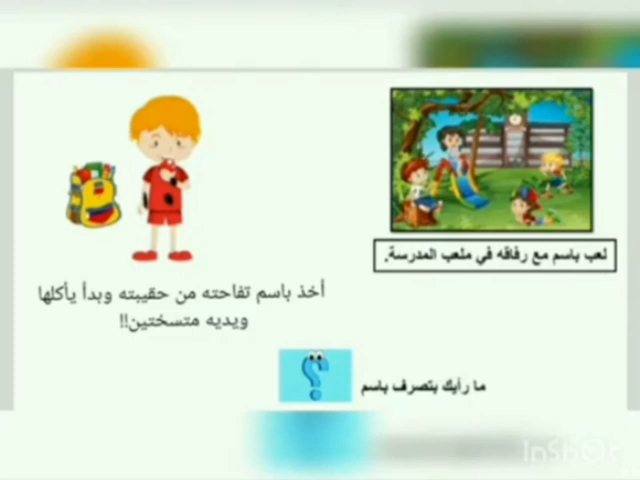 لعب باسم مع رفاقه في ملعب المدرسة.
أخذ باسم تفاحته من حقيبته وبدأ يأكلها
ويديه متسختين!!
ما رأيك بتصرف باسم
؟
InShOt